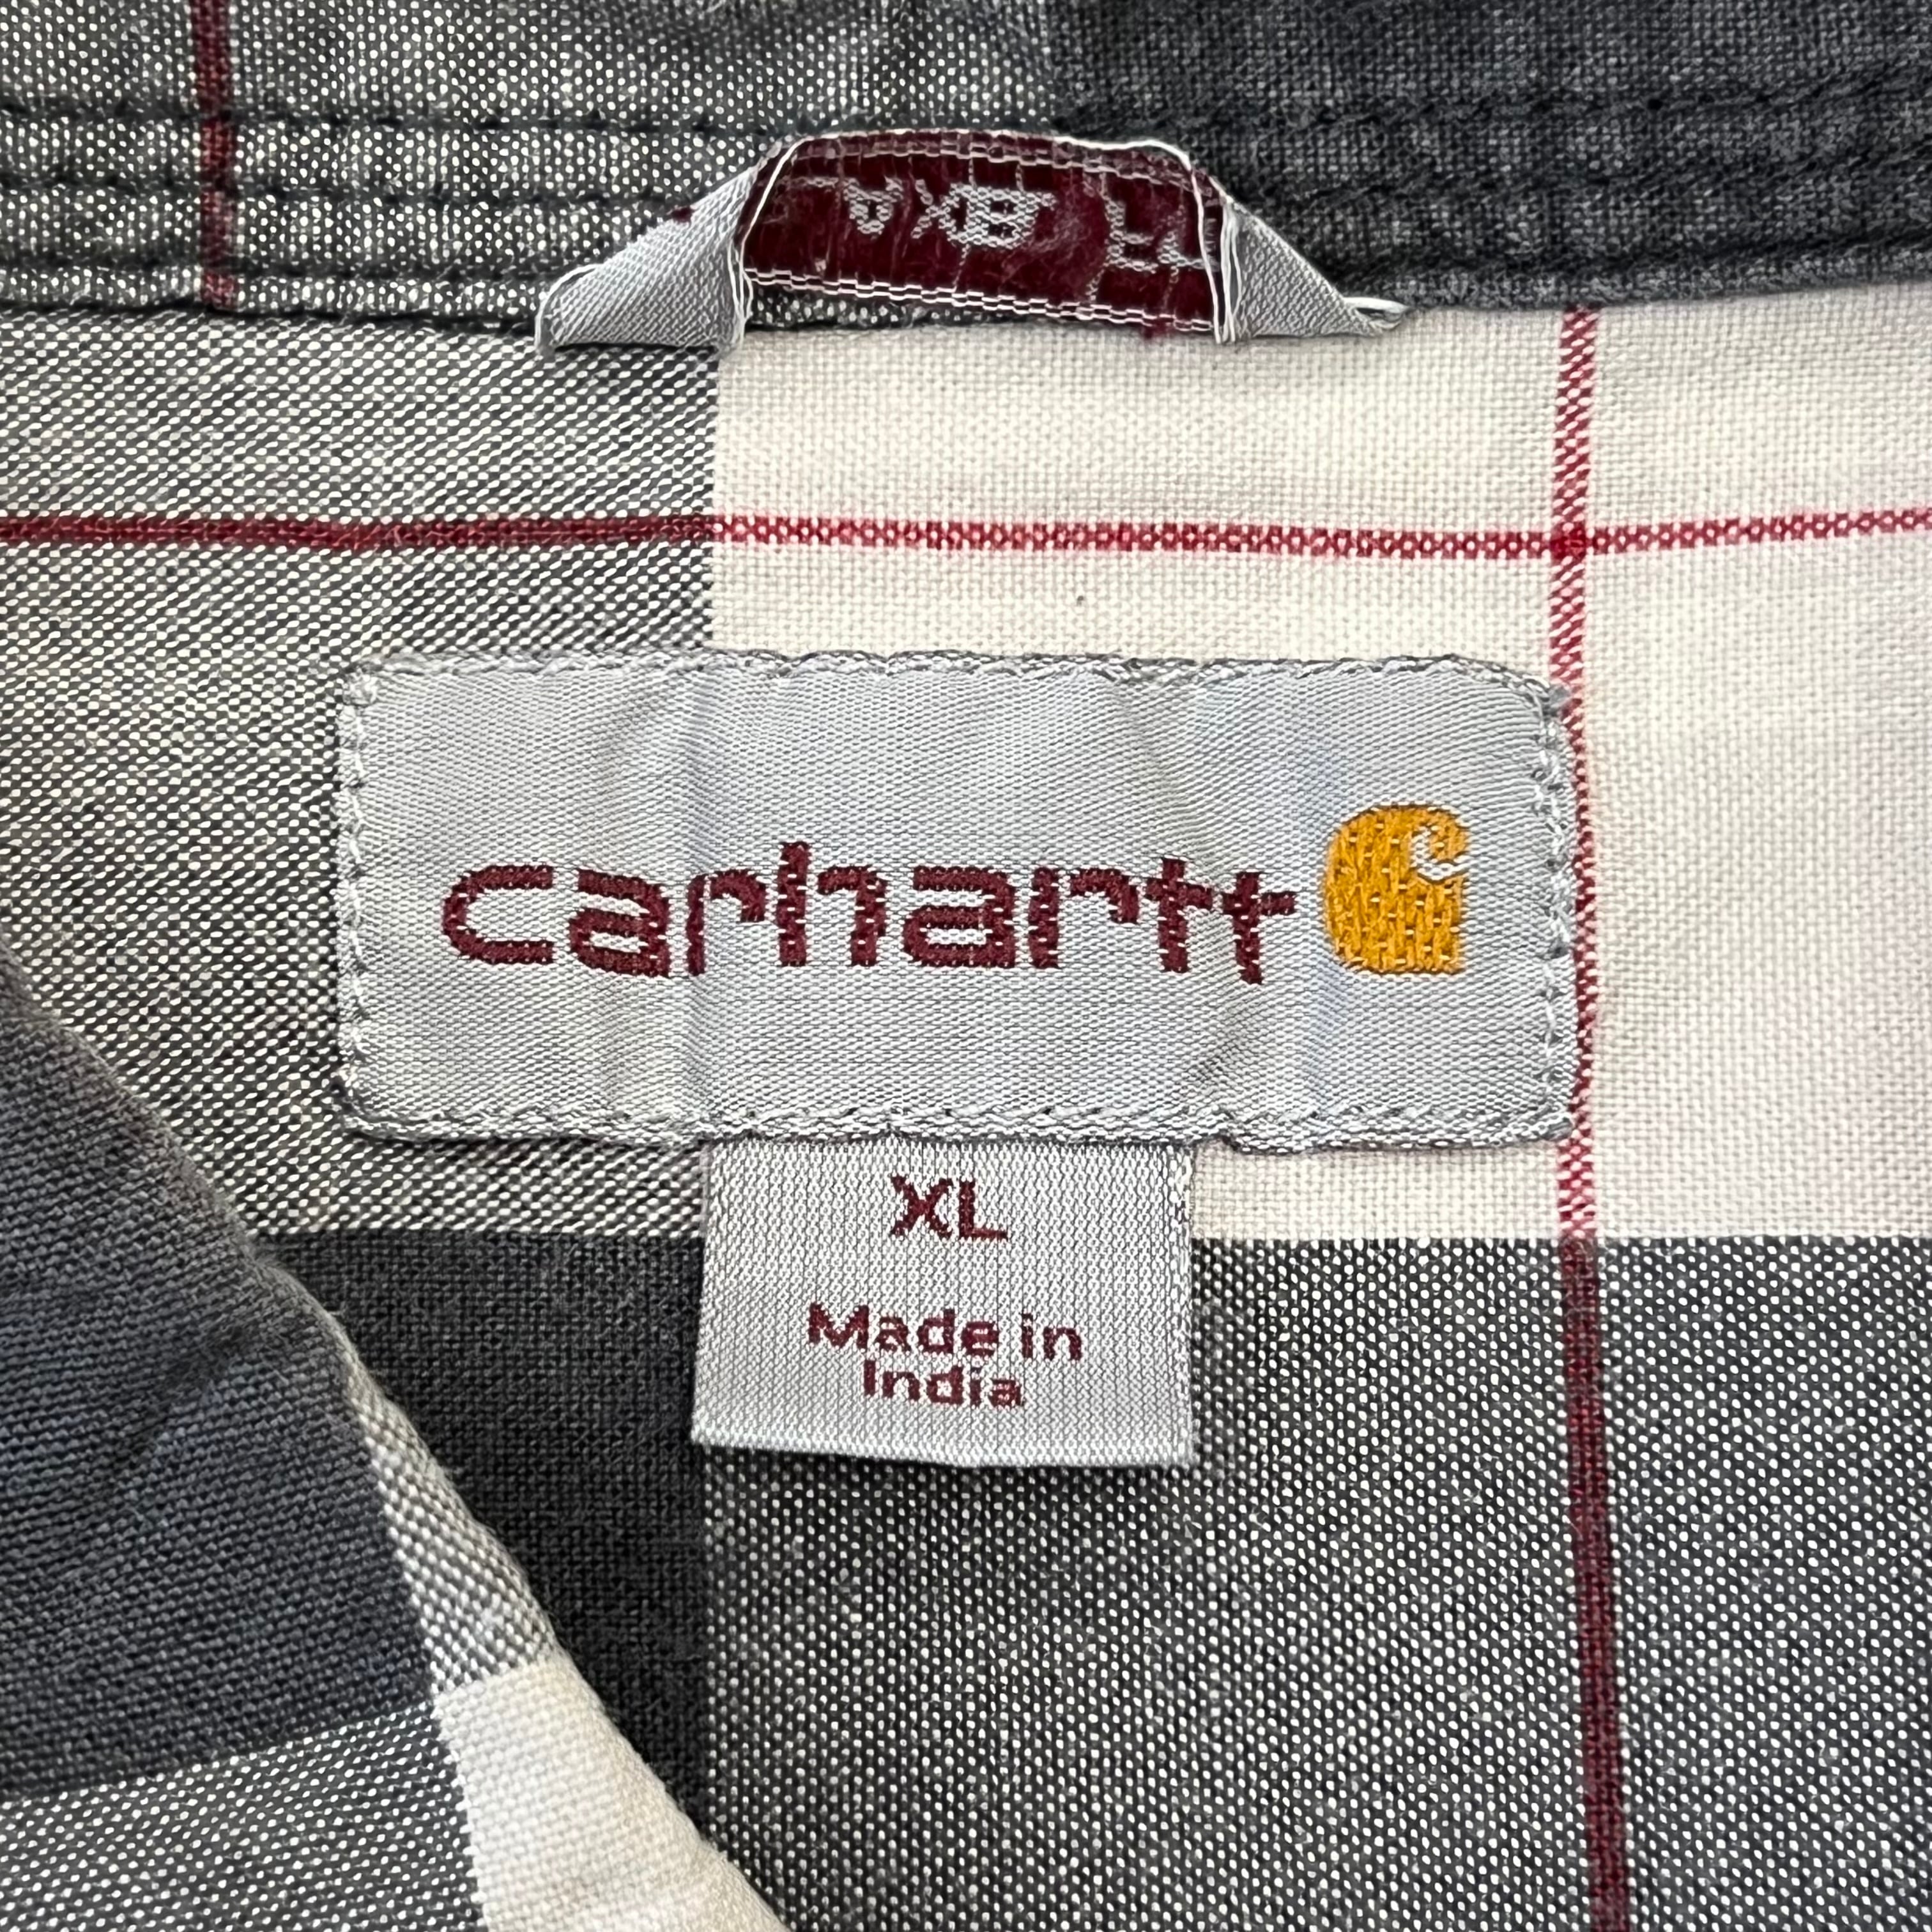 carhartt
XL
Made in
India